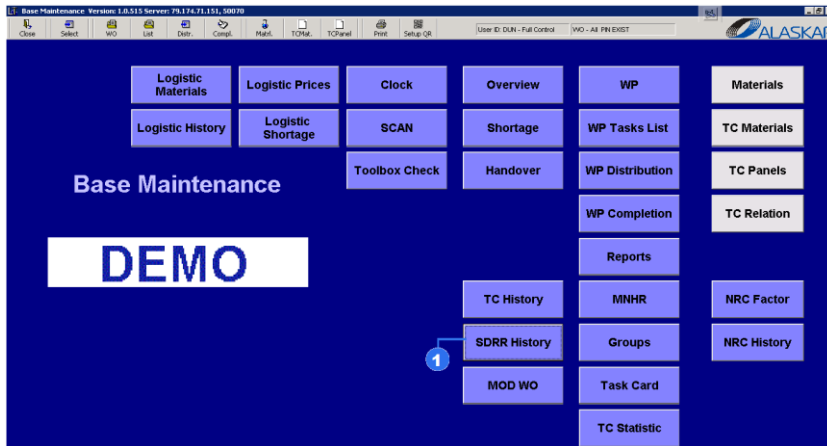 Base Maintenance Version: 1.0.515 Server: 79.174.71.151, 50070
Close Select WO List Distr. Compl. Matrl. TCMat. TCPanel Print Setup QR
User ID: DUN - Full Control WO - All PIN EXIST
ALASKAR
Logistic Materials
Logistic Prices
Clock
Overview
WP
Materials
Logistic History
Logistic Shortage
SCAN
Shortage
WP Tasks List
TC Materials
Toolbox Check
Handover
WP Distribution
TC Panels
Base Maintenance
WP Completion
TC Relation
DEMO
Reports
TC History
MNHR
NRC Factor
1
SDRR History
Groups
NRC History
MOD WO
Task Card
TC Statistic